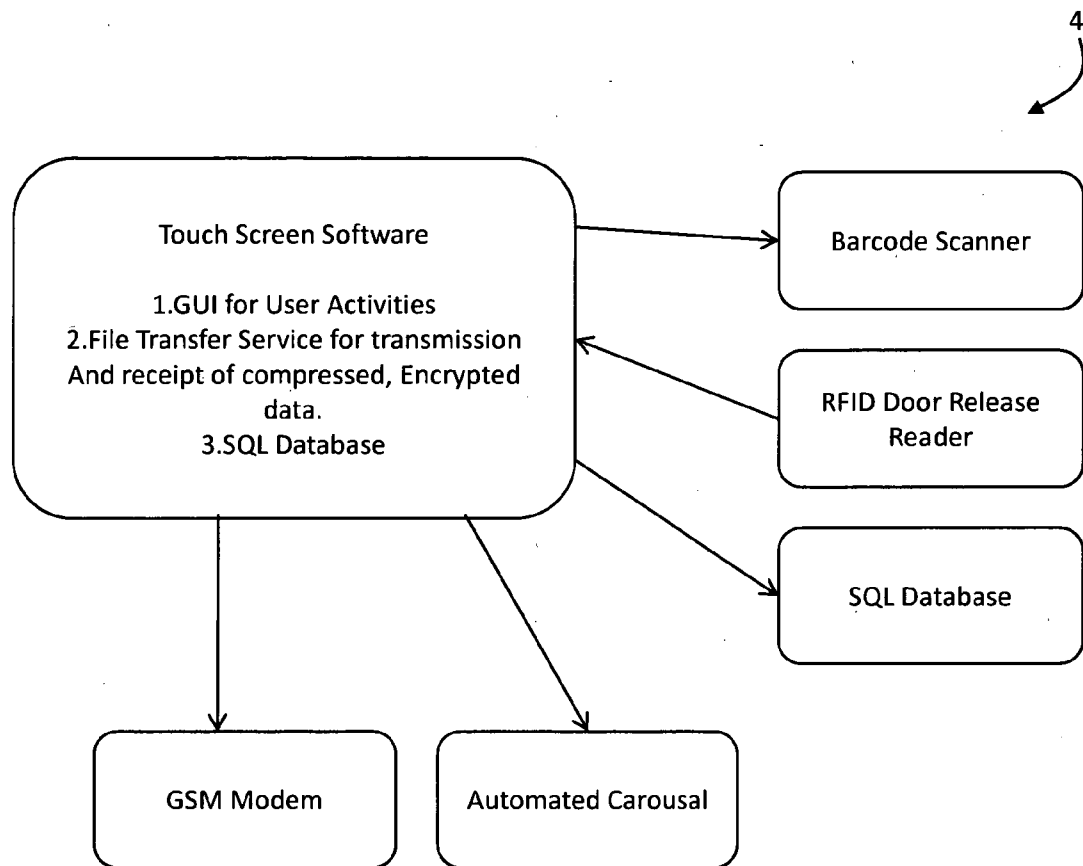 4
Touch Screen Software
1.GUI for User Activities
2.File Transfer Service for transmission
And receipt of compressed, Encrypted
data.
3.SQL Database
Barcode Scanner
RFID Door Release
Reader
SQL Database
GSM Modem
Automated Carousal